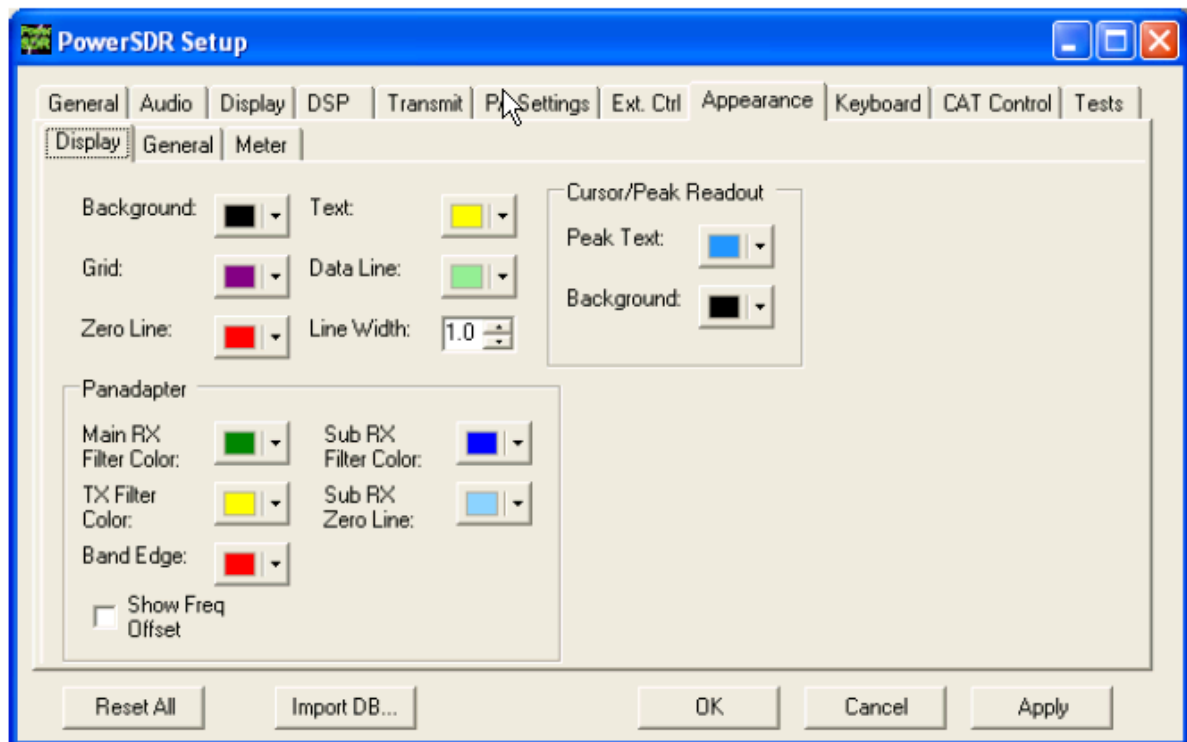 PowerSDR Setup
General Audio Display DSP Transmit PA Settings Ext. Ctrl Appearance Keyboard CAT Control Tests
Display General Meter
Background:
Text:
Grid:
Data Line:
Zero Line:
Line Width: 1.0
Cursor/Peak Readout
Peak Text:
Background:
Panadapter
Main RX
Filter Color:
Sub RX
Filter Color:
TX Filter
Color:
Sub RX
Zero Line:
Band Edge:
Show Freq
Offset
Reset All Import DB... OK Cancel Apply